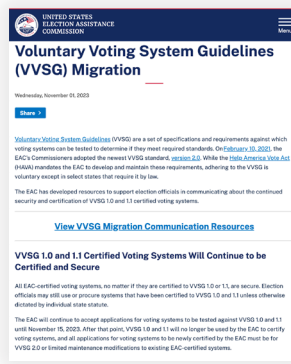 UNITED STATES
ELECTION ASSISTANCE
COMMISSION
Menu
Voluntary Voting System Guidelines
(VVSG) Migration
Wednesday, November 01, 2023
Share >
Voluntary Voting System Guidelines (VVSG) are a set of specifications and requirements against which
voting systems can be tested to determine if they meet required standards. On February 10, 2021, the
EAC's Commissioners adopted the newest VVSG standard, version 2.0. While the Help America Vote Act
(HAVA) mandates the EAC to develop and maintain these requirements, adhering to the VVSG is
voluntary except in select states that require it by law.
The EAC has developed resources to support election officials in communicating about the continued
security and certification of VVSG 1.0 and 1.1 certified voting systems.
View VVSG Migration Communication Resources
VVSG 1.0 and 1.1 Certified Voting Systems Will Continue to be
Certified and Secure
All EAC-certified voting systems, no matter if they are certified to VVSG 1.0 or 1.1, are secure. Election
officials may still use or procure systems that have been certified to VVSG 1.0 and 1.1 unless otherwise
dictated by individual state statute.
The EAC will continue to accept applications for voting systems to be tested against VVSG 1.0 and 1.1
until November 15, 2023. After that point, VVSG 1.0 and 1.1 will no longer be used by the EAC to certify
voting systems, and all applications for voting systems to be newly certified by the EAC must be for
VVSG 2.0 or limited maintenance modifications to existing EAC-certified systems.